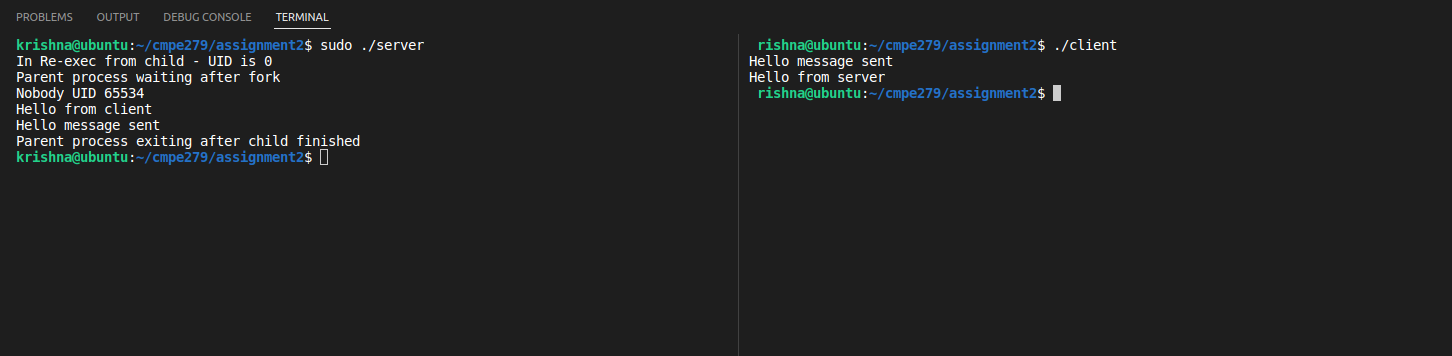 PROBLEMS OUTPUT DEBUG CONSOLE TERMINAL
krishna@ubuntu:~/cmpe279/assignment2$ sudo ./server
In Re-exec from child - UID is 0
Parent process waiting after fork
Nobody UID 65534
Hello from client
Hello message sent
Parent process exiting after child finished
krishna@ubuntu:~/cmpe279/assignment2$
rishna@ubuntu:~/cmpe279/assignment2$ ./client
Hello message sent
Hello from server
rishna@ubuntu:~/cmpe279/assignment2$